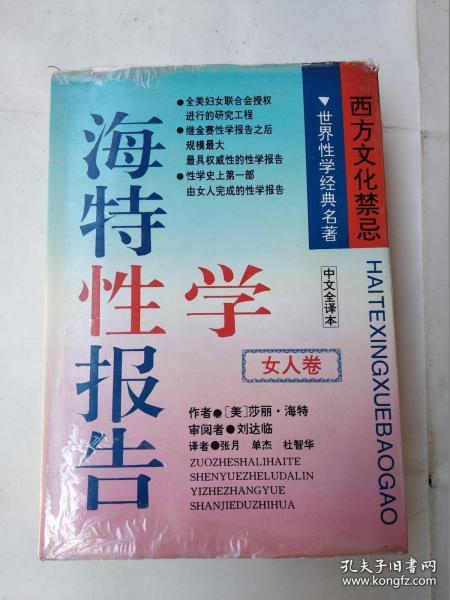 西方文化禁忌
▼世界性学经典名著
中文全译本
HAITEXINGXUEBAOGAO
●全美妇女联合会授权
进行的研究工程
●继金赛性学报告之后
规模最大
最具权威性的性学报告
●性学史上第一部
由女人完成的性学报告
海特性学报告
女人卷
作者●[美]莎丽·海特
审阅者●刘达临
译者●张月 单杰 杜智华
ZUOZHESHALIHAITE
SHENYUEZHELUDALIN
YIZHEZHANGYUE
SHANJIEDUZHIHUA
孔夫子旧书网
www.kongfz.com